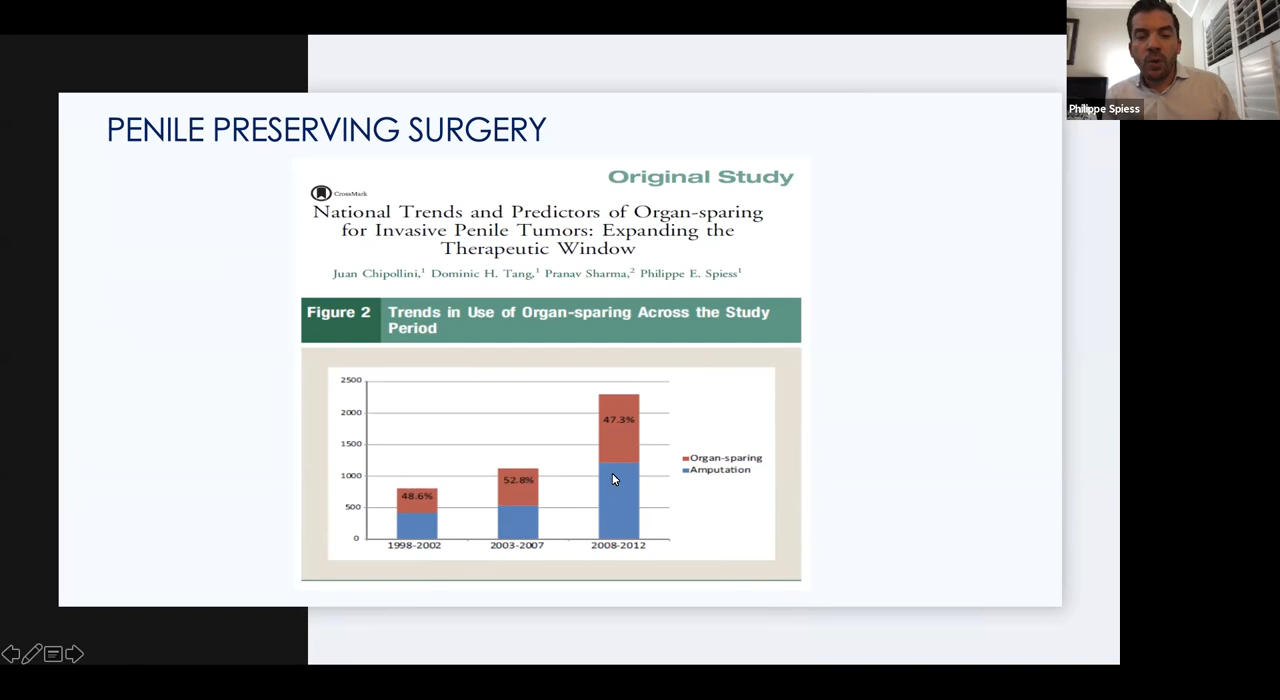 Philippe Spiess
PENILE PRESERVING SURGERY
Original Study
CrossMark
National Trends and Predictors of Organ-sparing
for Invasive Penile Tumors: Expanding the
Therapeutic Window
Juan Chipollini,1 Dominic H. Tang,1 Pranav Sharma,2 Philippe E. Spiess1
Figure 2
Trends in Use of Organ-sparing Across the Study
Period
2500
2000
1500
1000
500
0
48.6%
52.8%
47.3%
1998-2002
2003-2007
2008-2012
Organ-sparing
Amputation